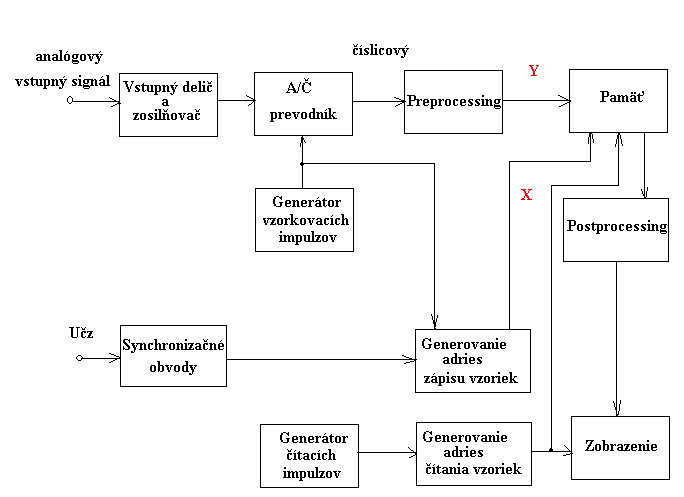 analógový
vstupný signál
číslicový
Vstupný delič
a
zosilňovač
A/Č
prevodník
Preprocessing
Y
Pamäť
Generátor
vzorkovacích
impulzov
X
Postprocessing
Učz
Synchronizačné
obvody
Generovanie
adries
zápisu vzoriek
Generátor
čítacích
impulzov
Generovanie
adries
čítania vzoriek
Zobrazenie